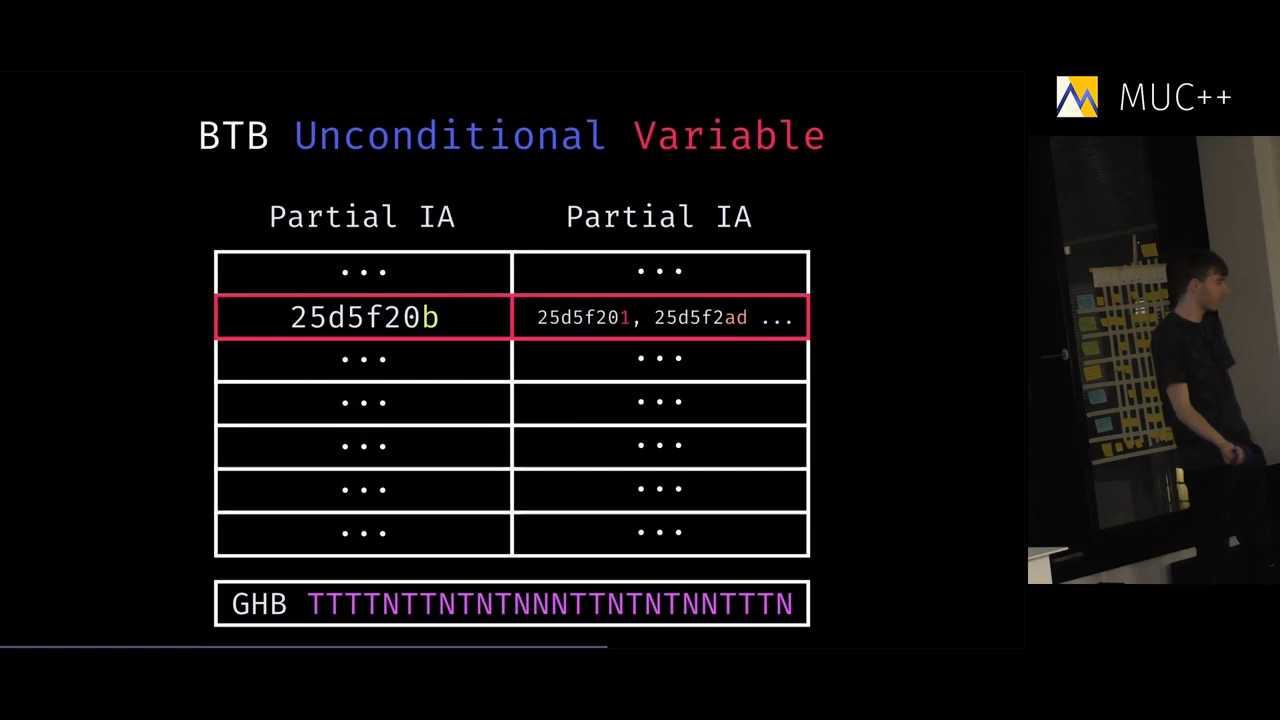 MUC++
BTB Unconditional Variable
Partial IA Partial IA
... ...
25d5f20b 25d5f201, 25d5f2ad ...
... ...
... ...
... ...
... ...
... ...
GHB TTTTNTTNTNTNNNTTNTNTNNTTTN